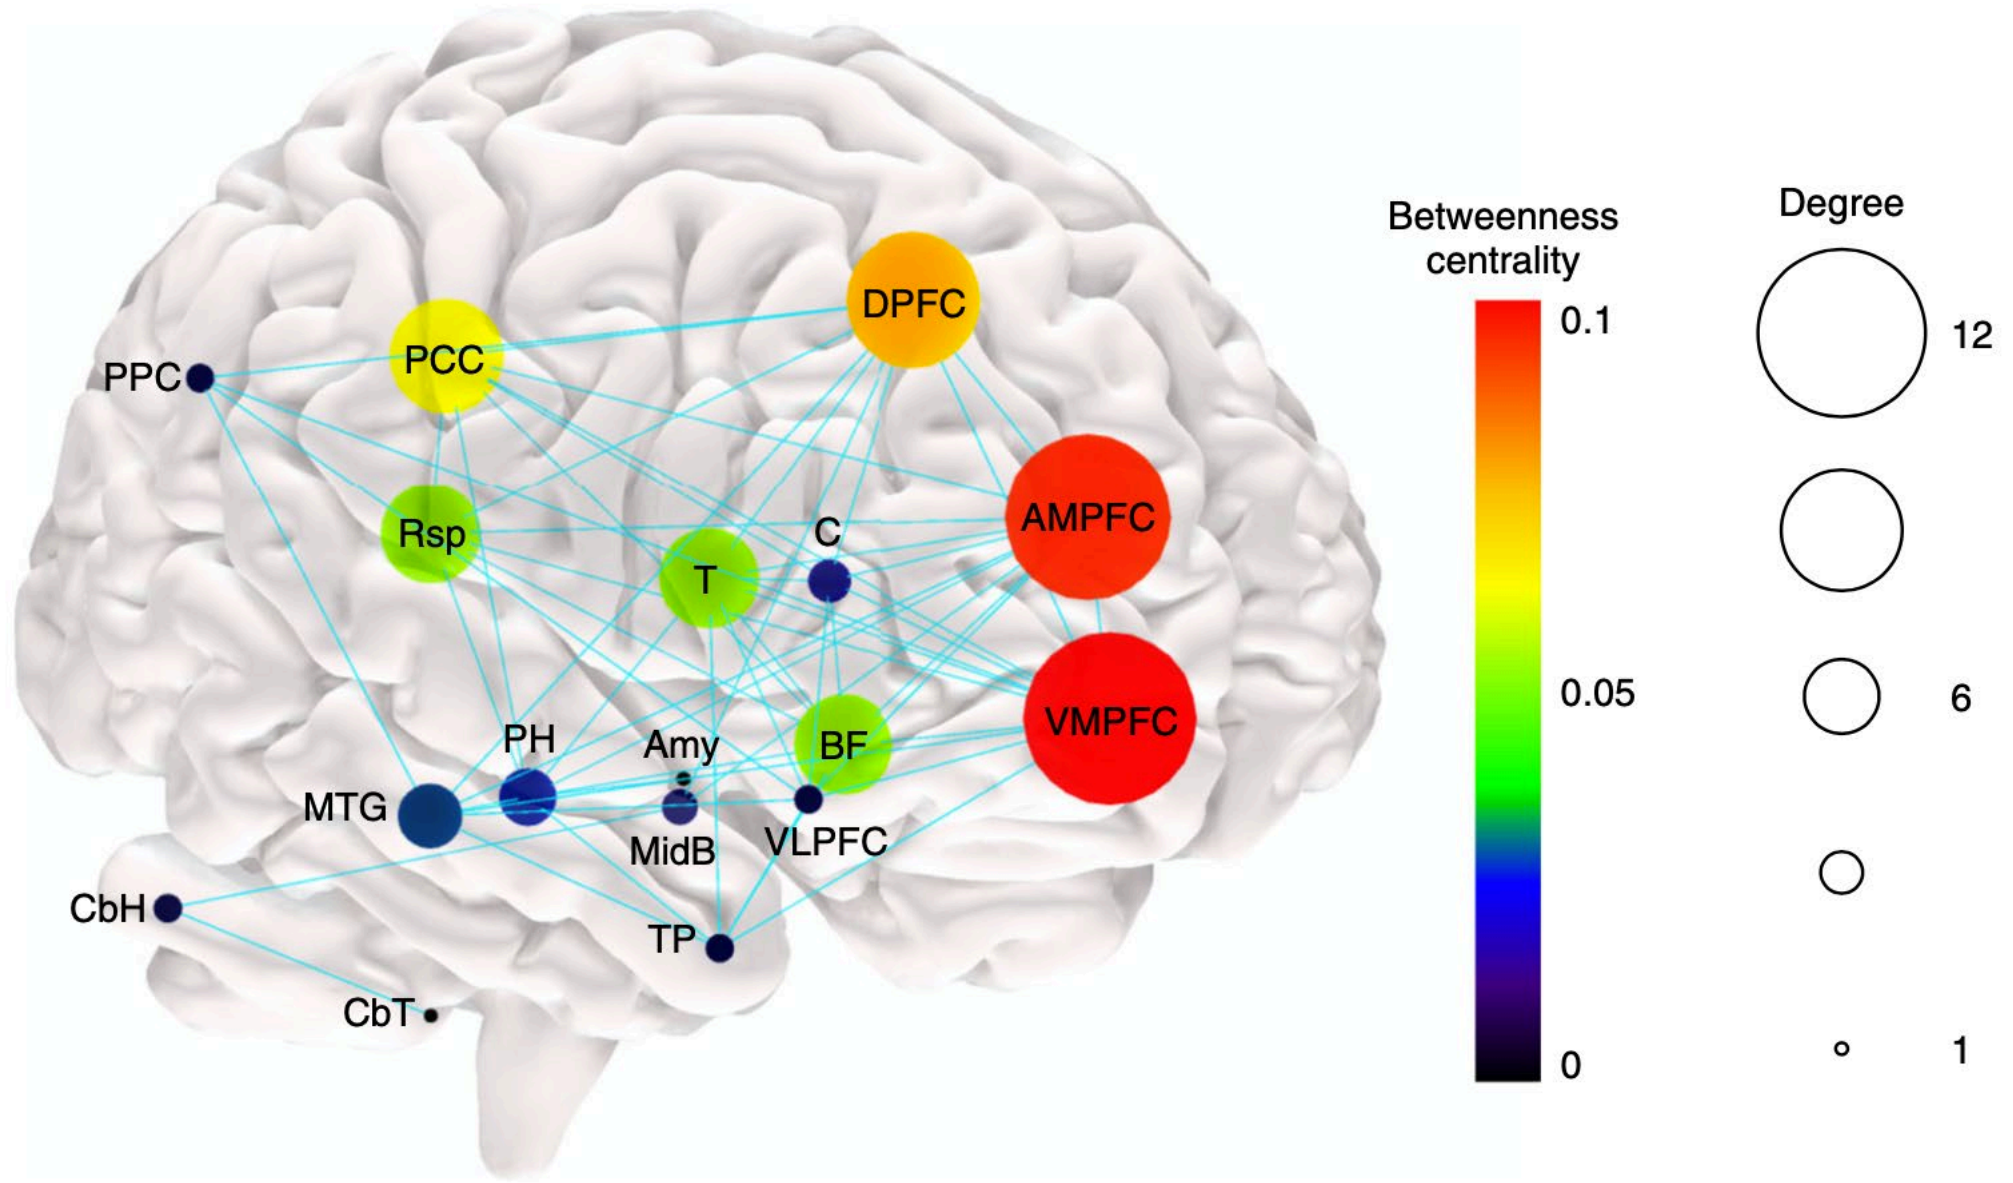 DPFC
PCC
PPC
AMPFC
Rsp
C
T
VMPFC
PH
Amy
BF
MTG
MidB
VLPFC
CbH
TP
CbT
Betweenness
centrality
0.1
0.05
0
Degree
12
6
1